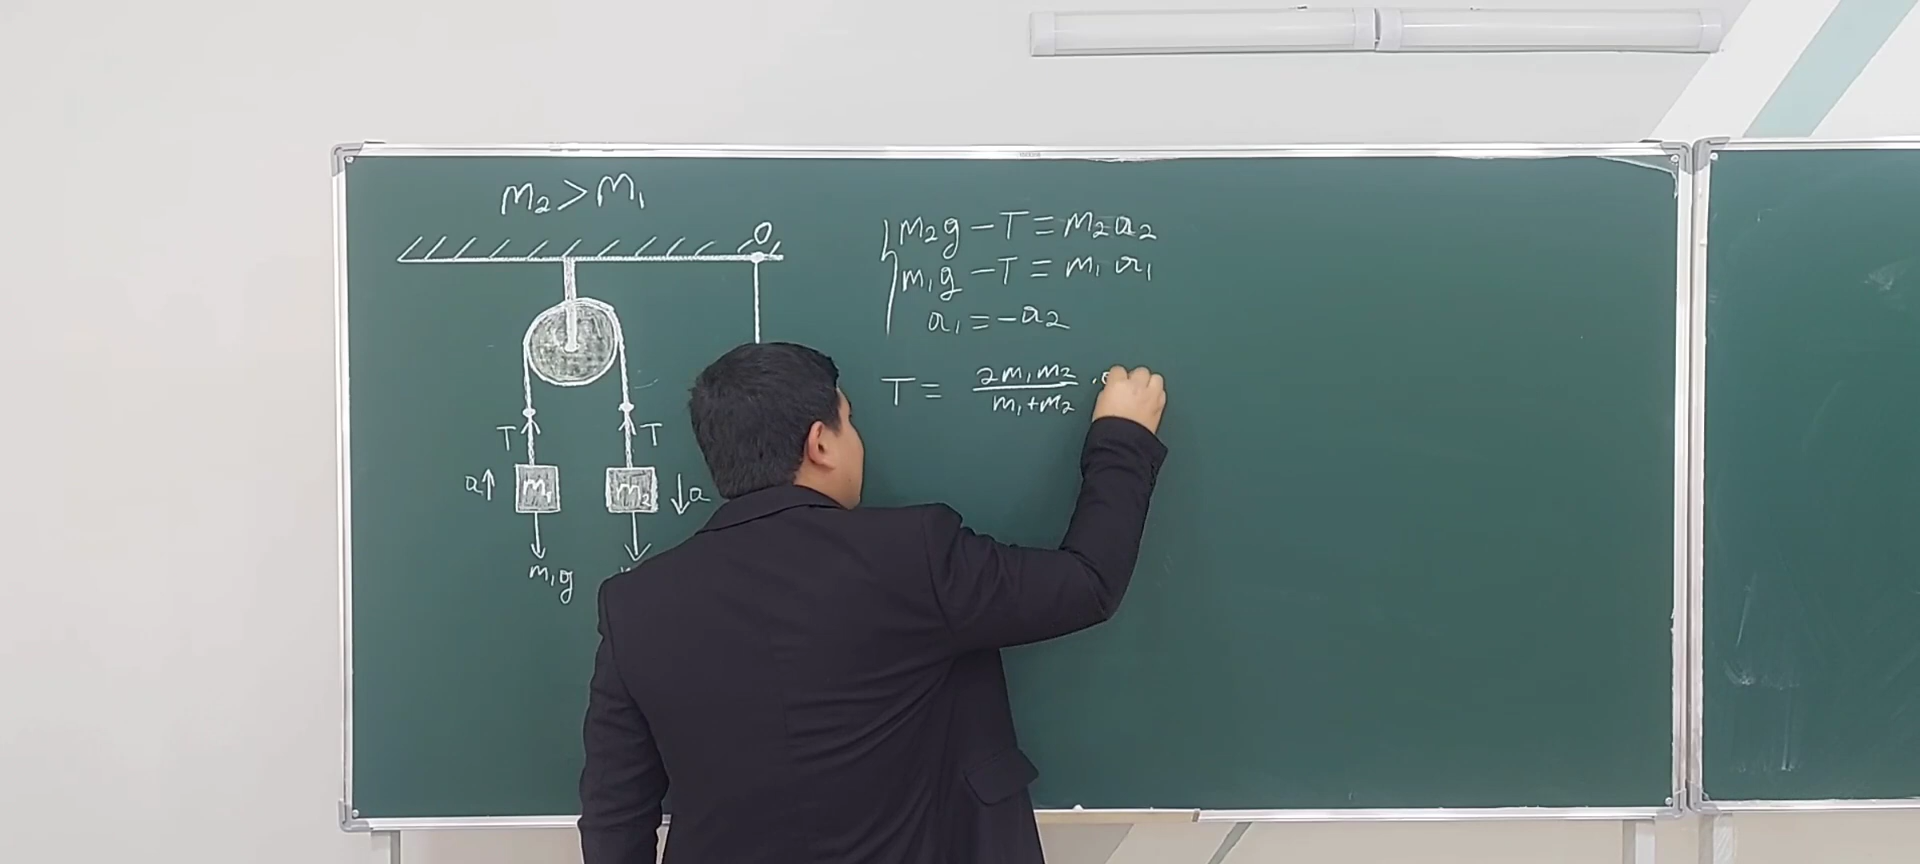 m₂ > m₁
O
T
T
a↑
m₁
m₂
↓a
m₁g
m₂g − T = m₂a₂
m₁g − T = m₁a₁
a₁ = −a₂
T = 2m₁m₂ / m₁+m₂ ·